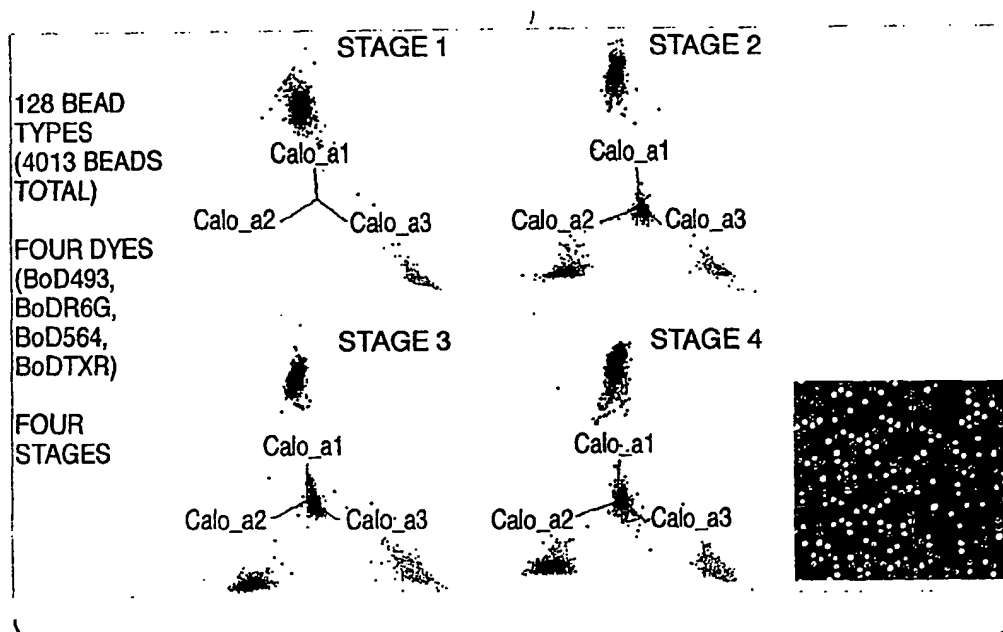 128 BEAD
TYPES
(4013 BEADS
TOTAL)
FOUR DYES
(BoD493,
BoDR6G,
BoD564,
BoDTXR)
FOUR
STAGES
STAGE 1
Calo_a1
Calo_a2
Calo_a3
STAGE 2
Calo_a1
Calo_a2
Calo_a3
STAGE 3
Calo_a1
Calo_a2
Calo_a3
STAGE 4
Calo_a1
Calo_a2
Calo_a3